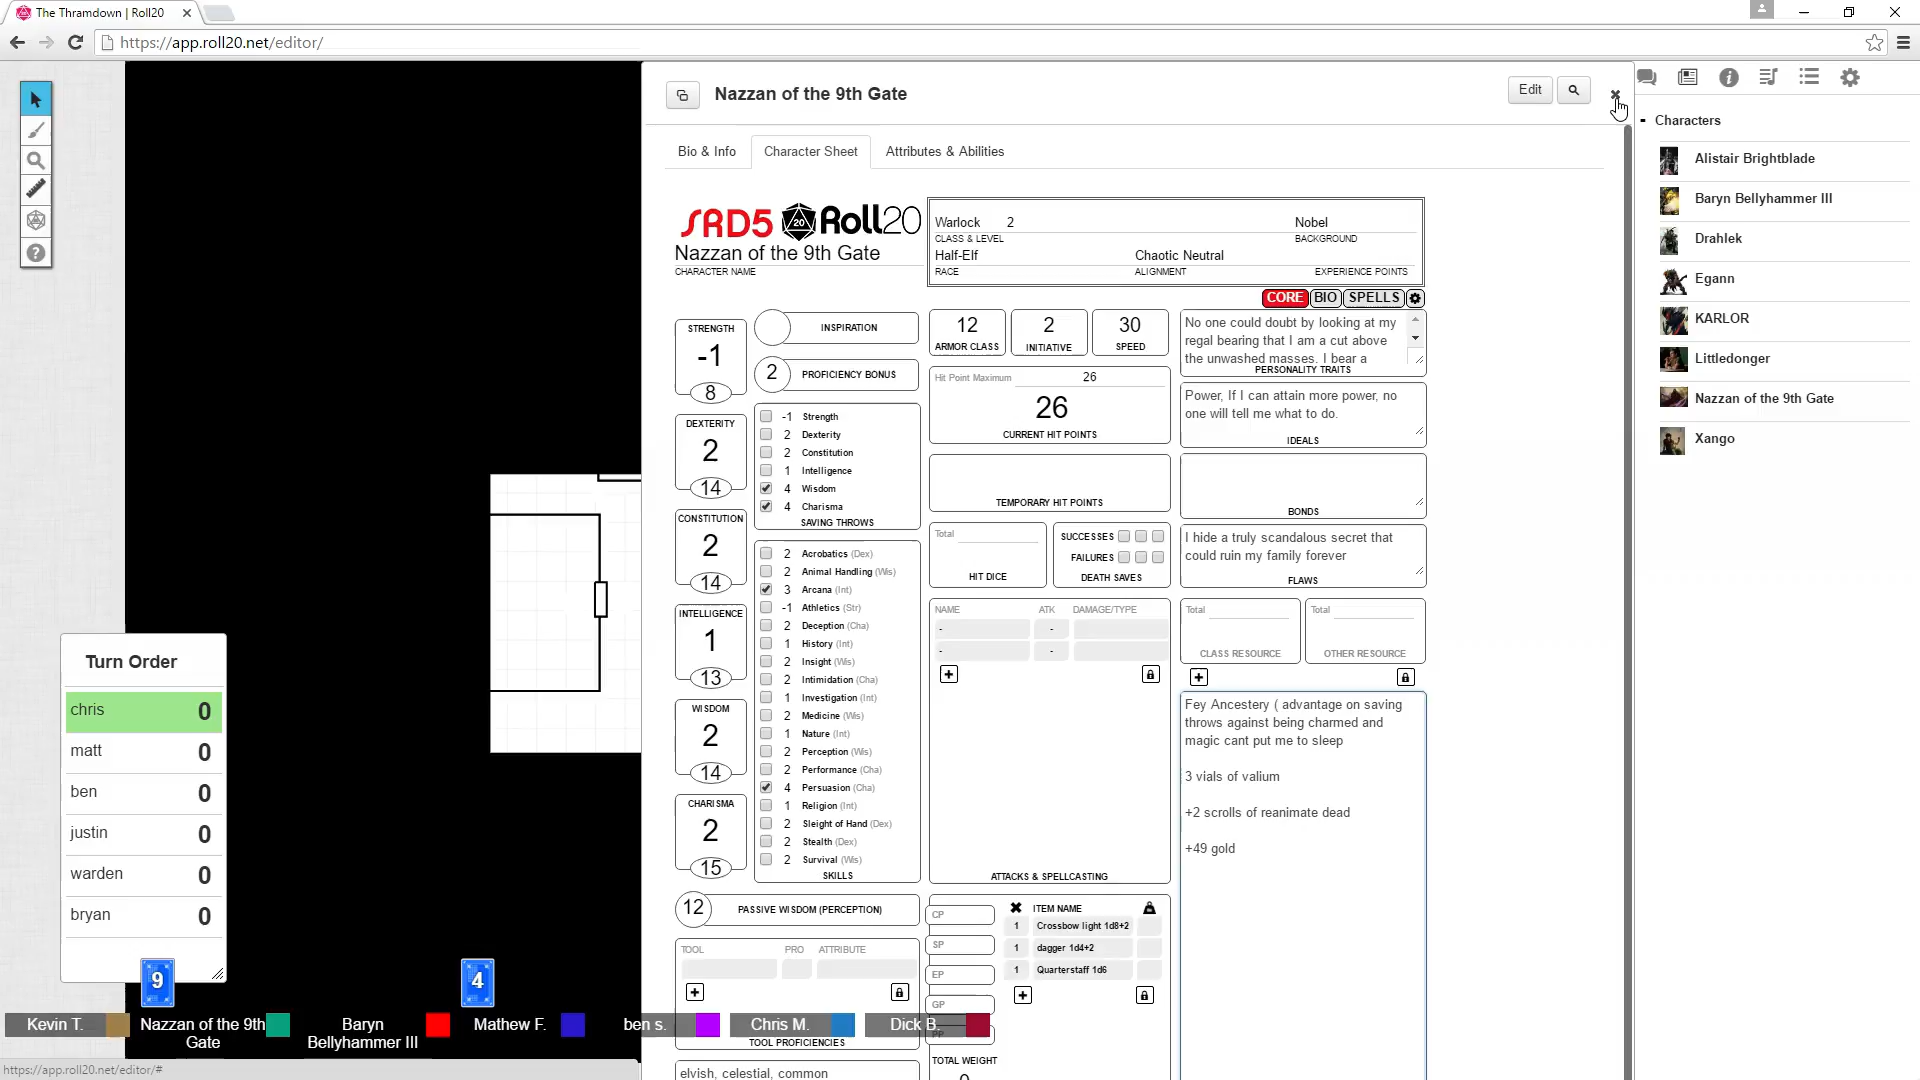 The Thramdown | Roll20
https://app.roll20.net/editor/
Nazzan of the 9th Gate
Edit
Bio & Info
Character Sheet
Attributes & Abilities
SRD5 20 Roll20
Nazzan of the 9th Gate
CHARACTER NAME
Warlock 2
Nobel
CLASS & LEVEL
BACKGROUND
Half-Elf
Chaotic Neutral
RACE
ALIGNMENT
EXPERIENCE POINTS
CORE
BIO
SPELLS
STRENGTH
-1
8
DEXTERITY
2
14
CONSTITUTION
2
14
INTELLIGENCE
1
13
WISDOM
2
14
CHARISMA
2
15
INSPIRATION
2
PROFICIENCY BONUS
-1 Strength
2 Dexterity
2 Constitution
1 Intelligence
4 Wisdom
4 Charisma
SAVING THROWS
2 Acrobatics (Dex)
2 Animal Handling (Wis)
3 Arcana (Int)
-1 Athletics (Str)
2 Deception (Cha)
1 History (Int)
2 Insight (Wis)
2 Intimidation (Cha)
1 Investigation (Int)
2 Medicine (Wis)
1 Nature (Int)
2 Perception (Wis)
2 Performance (Cha)
4 Persuasion (Cha)
1 Religion (Int)
2 Sleight of Hand (Dex)
2 Stealth (Dex)
2 Survival (Wis)
SKILLS
12
PASSIVE WISDOM (PERCEPTION)
TOOL PRO ATTRIBUTE
TOOL PROFICIENCIES
elvish, celestial, common
12
ARMOR CLASS
2
INITIATIVE
30
SPEED
Hit Point Maximum 26
26
CURRENT HIT POINTS
TEMPORARY HIT POINTS
Total
HIT DICE
SUCCESSES
FAILURES
DEATH SAVES
NAME ATK DAMAGE/TYPE
- -
- -
ATTACKS & SPELLCASTING
CP
SP
EP
GP
PP
ITEM NAME
1 Crossbow light 1d8+2
1 dagger 1d4+2
1 Quarterstaff 1d6
TOTAL WEIGHT
0
No one could doubt by looking at my
regal bearing that I am a cut above
the unwashed masses. I bear a
PERSONALITY TRAITS
Power, If I can attain more power, no
one will tell me what to do.
IDEALS
BONDS
I hide a truly scandalous secret that
could ruin my family forever
FLAWS
Total
CLASS RESOURCE
Total
OTHER RESOURCE
Fey Ancestery ( advantage on saving
throws against being charmed and
magic cant put me to sleep
3 vials of valium
+2 scrolls of reanimate dead
+49 gold
Characters
Alistair Brightblade
Baryn Bellyhammer III
Drahlek
Egann
KARLOR
Littledonger
Nazzan of the 9th Gate
Xango
Turn Order
chris 0
matt 0
ben 0
justin 0
warden 0
bryan 0
9
4
Kevin T.
Nazzan of the 9th
Gate
Baryn
Bellyhammer III
Mathew F.
ben s.
Chris M.
Dick B.
https://app.roll20.net/editor/#